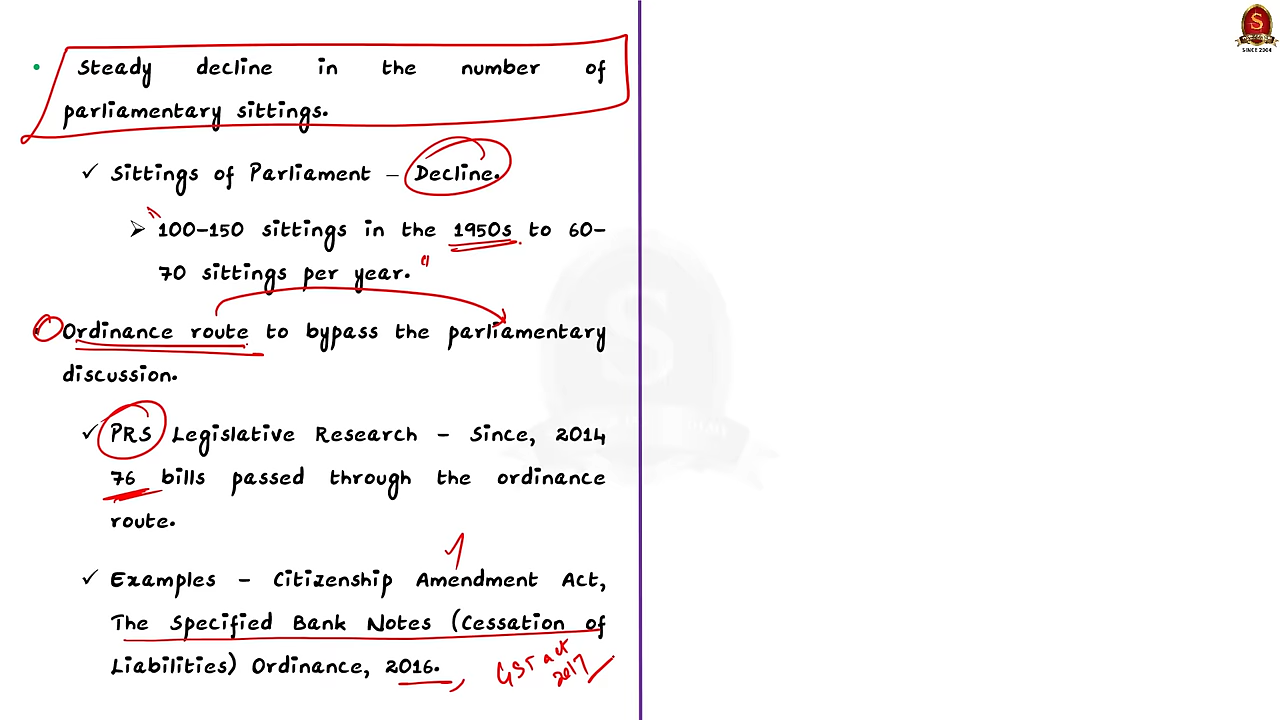 • Steady decline in the number of
parliamentary sittings.
✓ Sittings of Parliament – Decline.
➢ 100-150 sittings in the 1950s to 60-
70 sittings per year.
• Ordinance route to bypass the parliamentary
discussion.
✓ PRS Legislative Research – Since, 2014
76 bills passed through the ordinance
route.
✓ Examples – Citizenship Amendment Act,
The Specified Bank Notes (Cessation of
Liabilities) Ordinance, 2016.
GST act
2017
S
SINCE 2004